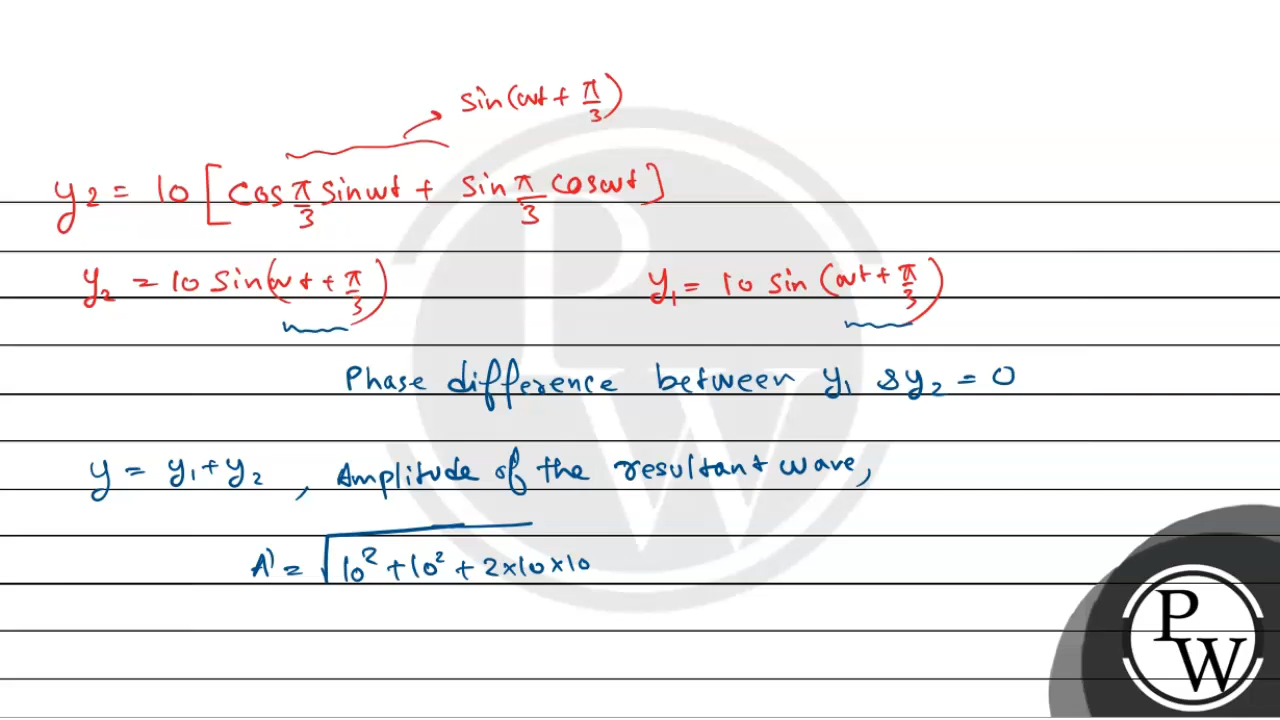 sin(ωt + π/3)
y₂ = 10 [cos π/3 sinωt + sin π/3 cosωt]
y₂ = 10 sin(ωt + π/3) y₁ = 10 sin (ωt + π/3)
Phase difference between y₁ & y₂ = 0
y = y₁ + y₂ , Amplitude of the resultant wave,
A' = √10² + 10² + 2×10×10
P
W